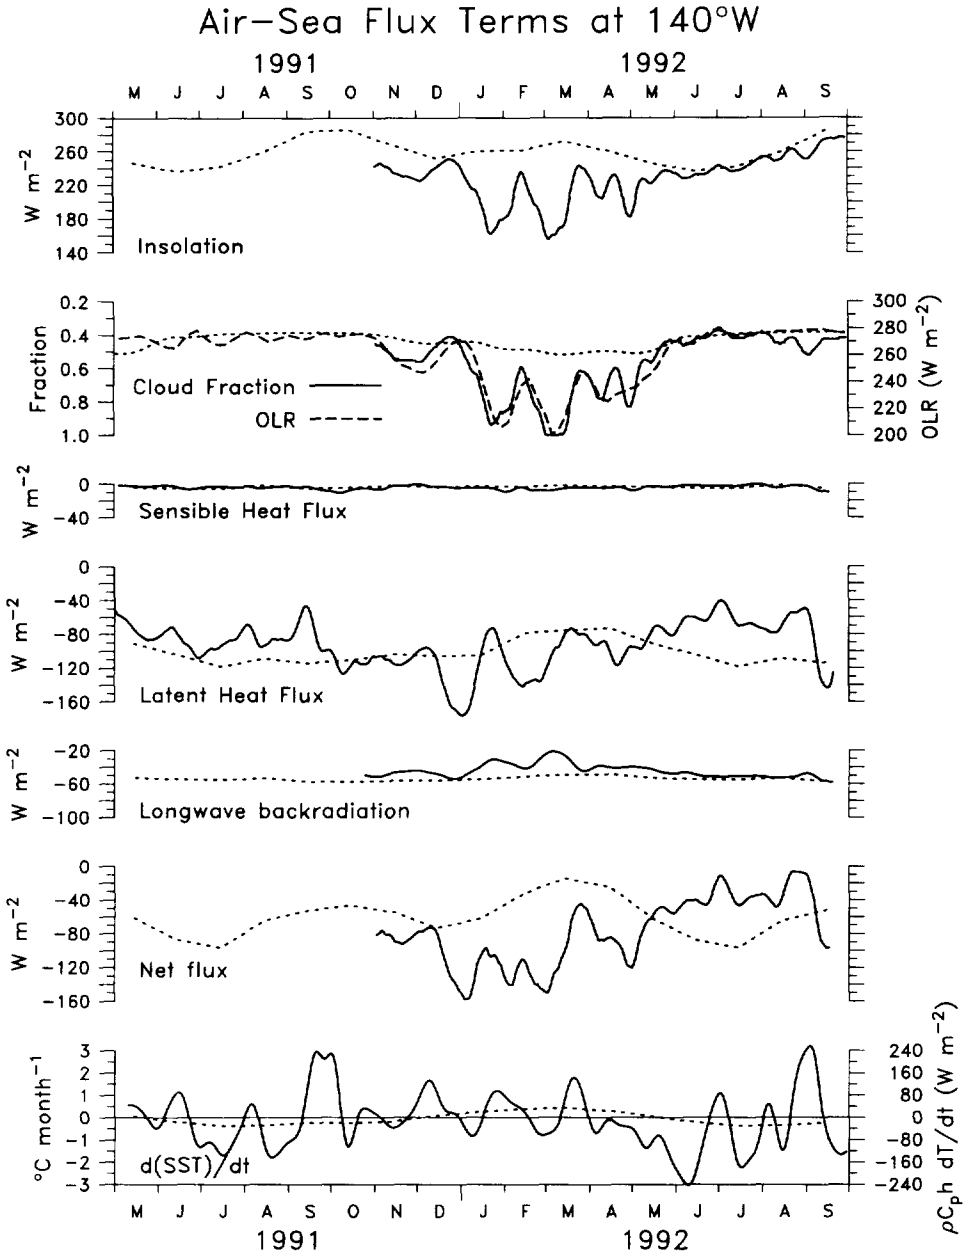 Air-Sea Flux Terms at 140°W
1991 1992
M J J A S O N D J F M A M J J A S
300
260
220
180
140
W m⁻²
Insolation
0.2
0.4
0.6
0.8
1.0
Fraction
Cloud Fraction
OLR
300
280
260
240
220
200
OLR (W m⁻²)
0
-40
W m⁻²
Sensible Heat Flux
0
-40
-80
-120
-160
W m⁻²
Latent Heat Flux
-20
-60
-100
W m⁻²
Longwave backradiation
0
-40
-80
-120
-160
W m⁻²
Net flux
3
2
1
0
-1
-2
-3
°C month⁻¹
d(SST)/dt
240
160
80
0
-80
-160
-240
ρCₚh dT/dt (W m⁻²)
M J J A S O N D J F M A M J J A S
1991 1992